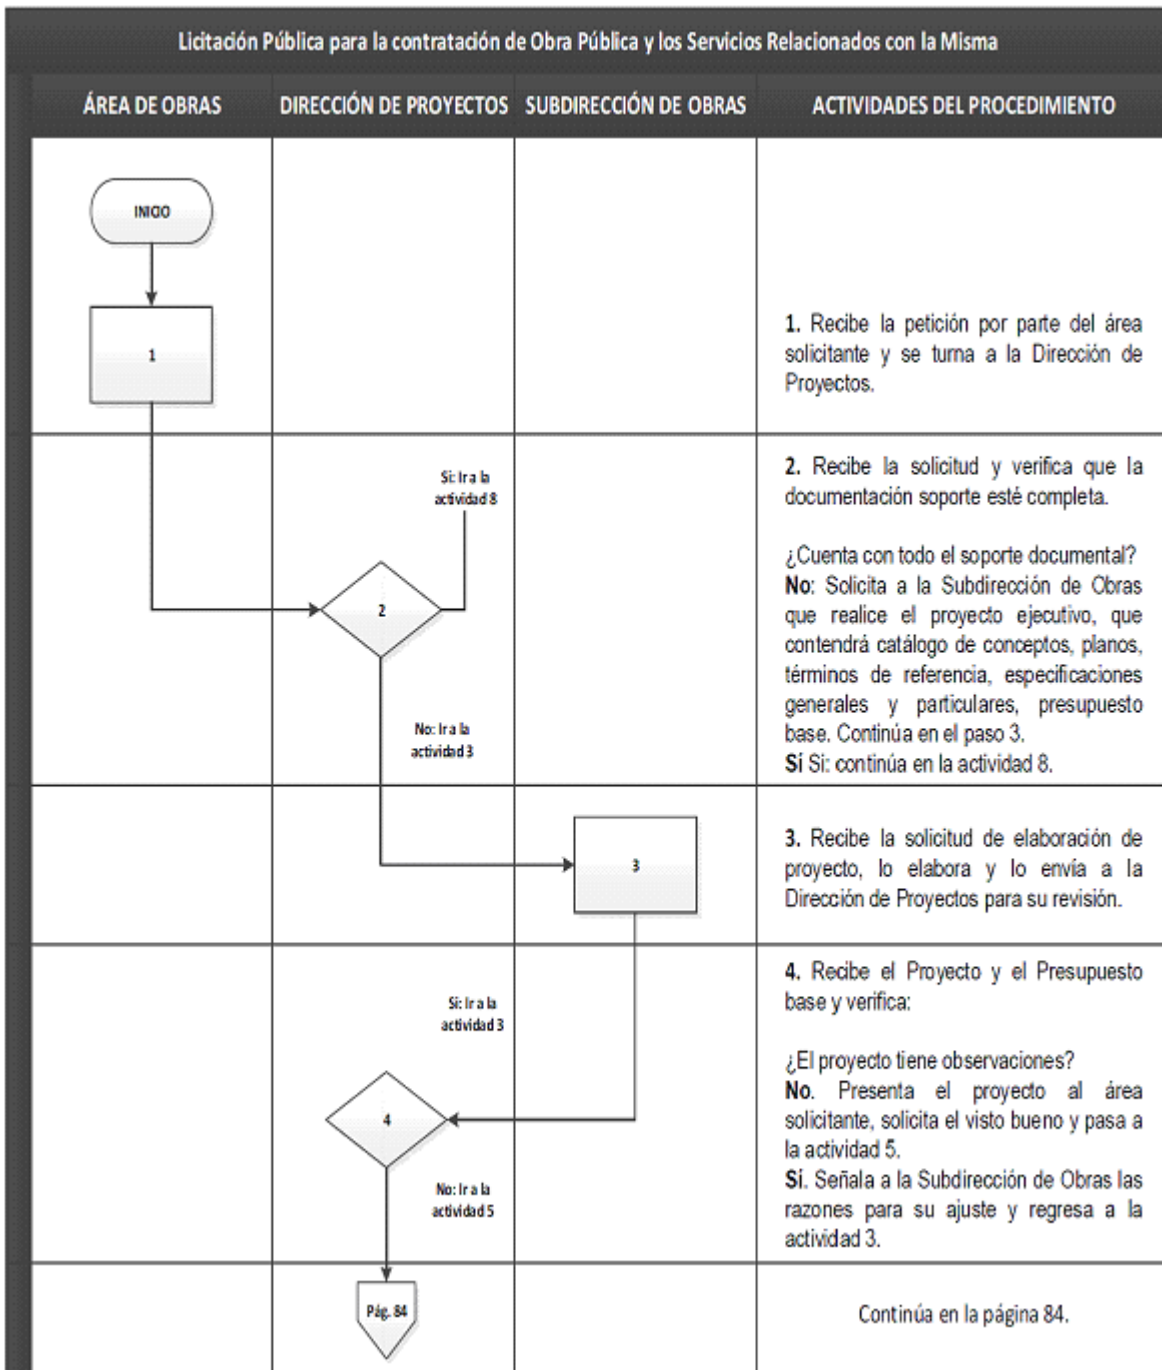 Licitación Pública para la contratación de Obra Pública y los Servicios Relacionados con la Misma
ÁREA DE OBRAS
DIRECCIÓN DE PROYECTOS
SUBDIRECCIÓN DE OBRAS
ACTIVIDADES DEL PROCEDIMIENTO
INICIO
1
1. Recibe la petición por parte del área
solicitante y se turna a la Dirección de
Proyectos.
Si: Ir a la
actividad 8
2
No: Ir a la
actividad 3
2. Recibe la solicitud y verifica que la
documentación soporte esté completa.
¿Cuenta con todo el soporte documental?
No: Solicita a la Subdirección de Obras
que realice el proyecto ejecutivo, que
contendrá catálogo de conceptos, planos,
términos de referencia, especificaciones
generales y particulares, presupuesto
base. Continúa en el paso 3.
Sí Si: continúa en la actividad 8.
3
3. Recibe la solicitud de elaboración de
proyecto, lo elabora y lo envía a la
Dirección de Proyectos para su revisión.
Si: Ir a la
actividad 3
4
No: Ir a la
actividad 5
4. Recibe el Proyecto y el Presupuesto
base y verifica:
¿El proyecto tiene observaciones?
No. Presenta el proyecto al área
solicitante, solicita el visto bueno y pasa a
la actividad 5.
Sí. Señala a la Subdirección de Obras las
razones para su ajuste y regresa a la
actividad 3.
Pág. 84
Continúa en la página 84.